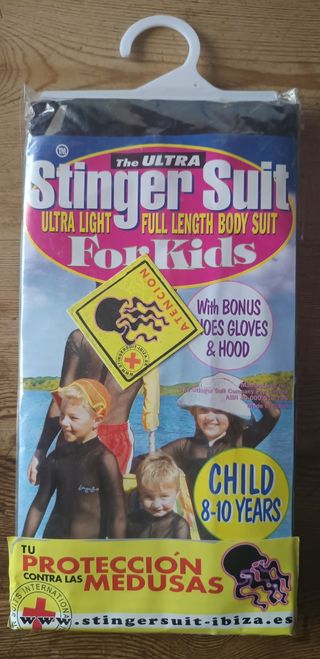 TM
The ULTRA
Stinger Suit
ULTRA LIGHT FULL LENGTH BODY SUIT
For Kids
ATENCION
With BONUS
GLOVES
& HOOD
CHILD
8-10 YEARS
TU
PROTECCIÓN
CONTRA LAS
MEDUSAS
www.stingersuit-ibiza.es